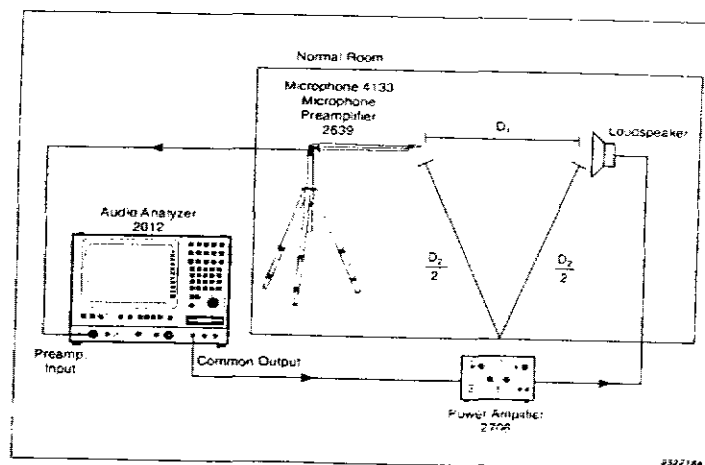 Normal Room
Microphone 4133
Microphone
Preamplifier
2639
D₁
Loudspeaker
Audio Analyzer
2012
D₂
2
D₂
2
Preamp.
Input
Common Output
Power Amplifier
2706